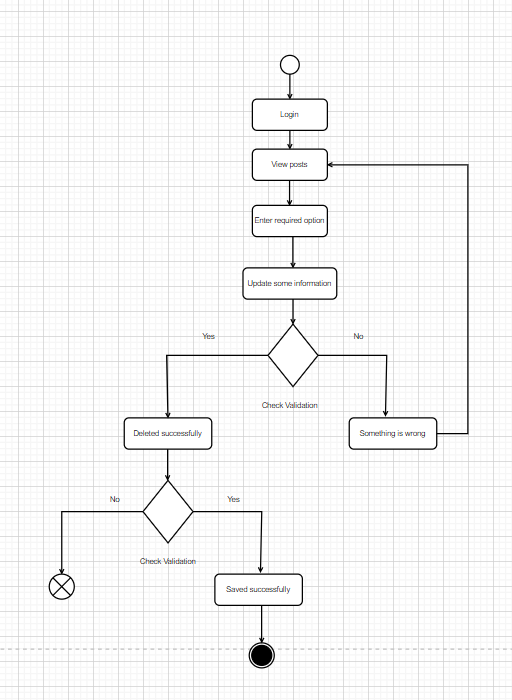 Login
View posts
Enter required option
Update some information
Yes
No
Check Validation
Deleted successfully
Something is wrong
No
Yes
Check Validation
Saved successfully